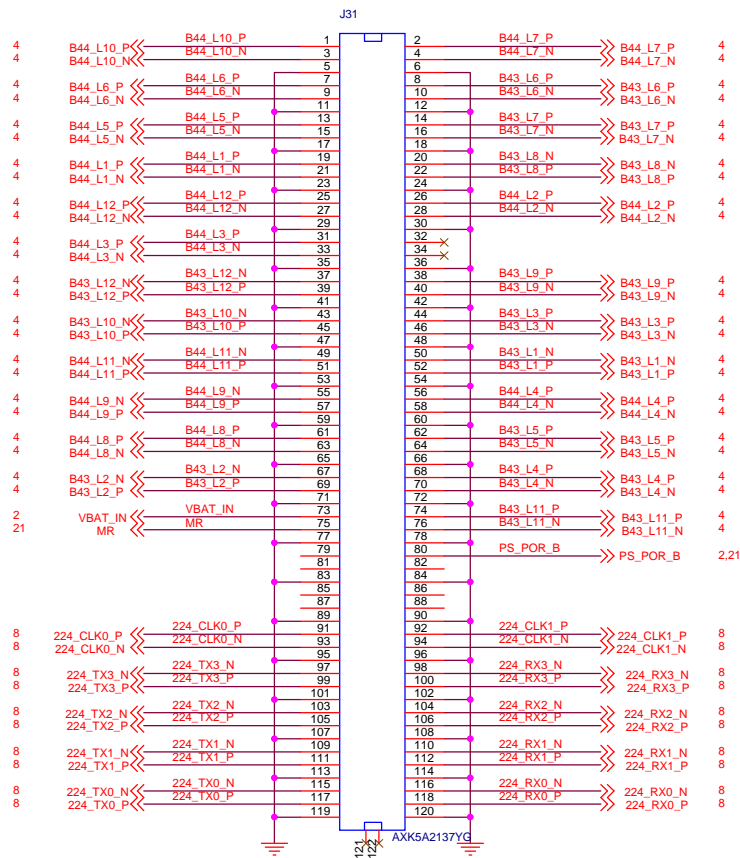 J31
4 B44_L10_P B44_L10_P 1 2 B44_L7_P B44_L7_P 4
4 B44_L10_N B44_L10_N 3 4 B44_L7_N B44_L7_N 4
5 6
4 B44_L6_P B44_L6_P 7 8 B43_L6_P B43_L6_P 4
4 B44_L6_N B44_L6_N 9 10 B43_L6_N B43_L6_N 4
11 12
4 B44_L5_P B44_L5_P 13 14 B43_L7_P B43_L7_P 4
4 B44_L5_N B44_L5_N 15 16 B43_L7_N B43_L7_N 4
17 18
4 B44_L1_P B44_L1_P 19 20 B43_L8_N B43_L8_N 4
4 B44_L1_N B44_L1_N 21 22 B43_L8_P B43_L8_P 4
23 24
4 B44_L12_P B44_L12_P 25 26 B44_L2_P B44_L2_P 4
4 B44_L12_N B44_L12_N 27 28 B44_L2_N B44_L2_N 4
29 30
4 B44_L3_P B44_L3_P 31 32
4 B44_L3_N B44_L3_N 33 34
35 36
4 B43_L12_N B43_L12_N 37 38 B43_L9_P B43_L9_P 4
4 B43_L12_P B43_L12_P 39 40 B43_L9_N B43_L9_N 4
41 42
4 B43_L10_N B43_L10_N 43 44 B43_L3_P B43_L3_P 4
4 B43_L10_P B43_L10_P 45 46 B43_L3_N B43_L3_N 4
47 48
4 B44_L11_N B44_L11_N 49 50 B43_L1_N B43_L1_N 4
4 B44_L11_P B44_L11_P 51 52 B43_L1_P B43_L1_P 4
53 54
4 B44_L9_N B44_L9_N 55 56 B44_L4_P B44_L4_P 4
4 B44_L9_P B44_L9_P 57 58 B44_L4_N B44_L4_N 4
59 60
4 B44_L8_P B44_L8_P 61 62 B43_L5_P B43_L5_P 4
4 B44_L8_N B44_L8_N 63 64 B43_L5_N B43_L5_N 4
65 66
4 B43_L2_N B43_L2_N 67 68 B43_L4_P B43_L4_P 4
4 B43_L2_P B43_L2_P 69 70 B43_L4_N B43_L4_N 4
71 72
2 VBAT_IN VBAT_IN 73 74 B43_L11_P B43_L11_P 4
21 MR MR 75 76 B43_L11_N B43_L11_N 4
77 78
79 80 PS_POR_B PS_POR_B 2,21
81 82
83 84
85 86
87 88
89 90
8 224_CLK0_P 224_CLK0_P 91 92 224_CLK1_P 224_CLK1_P 8
8 224_CLK0_N 224_CLK0_N 93 94 224_CLK1_N 224_CLK1_N 8
95 96
8 224_TX3_N 224_TX3_N 97 98 224_RX3_N 224_RX3_N 8
8 224_TX3_P 224_TX3_P 99 100 224_RX3_P 224_RX3_P 8
101 102
8 224_TX2_N 224_TX2_N 103 104 224_RX2_N 224_RX2_N 8
8 224_TX2_P 224_TX2_P 105 106 224_RX2_P 224_RX2_P 8
107 108
8 224_TX1_N 224_TX1_N 109 110 224_RX1_N 224_RX1_N 8
8 224_TX1_P 224_TX1_P 111 112 224_RX1_P 224_RX1_P 8
113 114
8 224_TX0_N 224_TX0_N 115 116 224_RX0_N 224_RX0_N 8
8 224_TX0_P 224_TX0_P 117 118 224_RX0_P 224_RX0_P 8
119 120
121 122 AXK5A2137YG